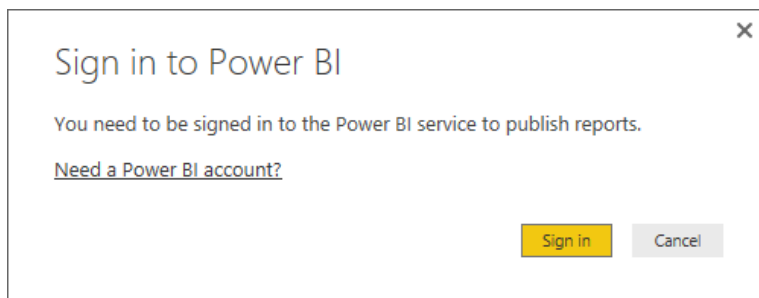 Sign in to Power BI
You need to be signed in to the Power BI service to publish reports.
Need a Power BI account?
Sign in
Cancel